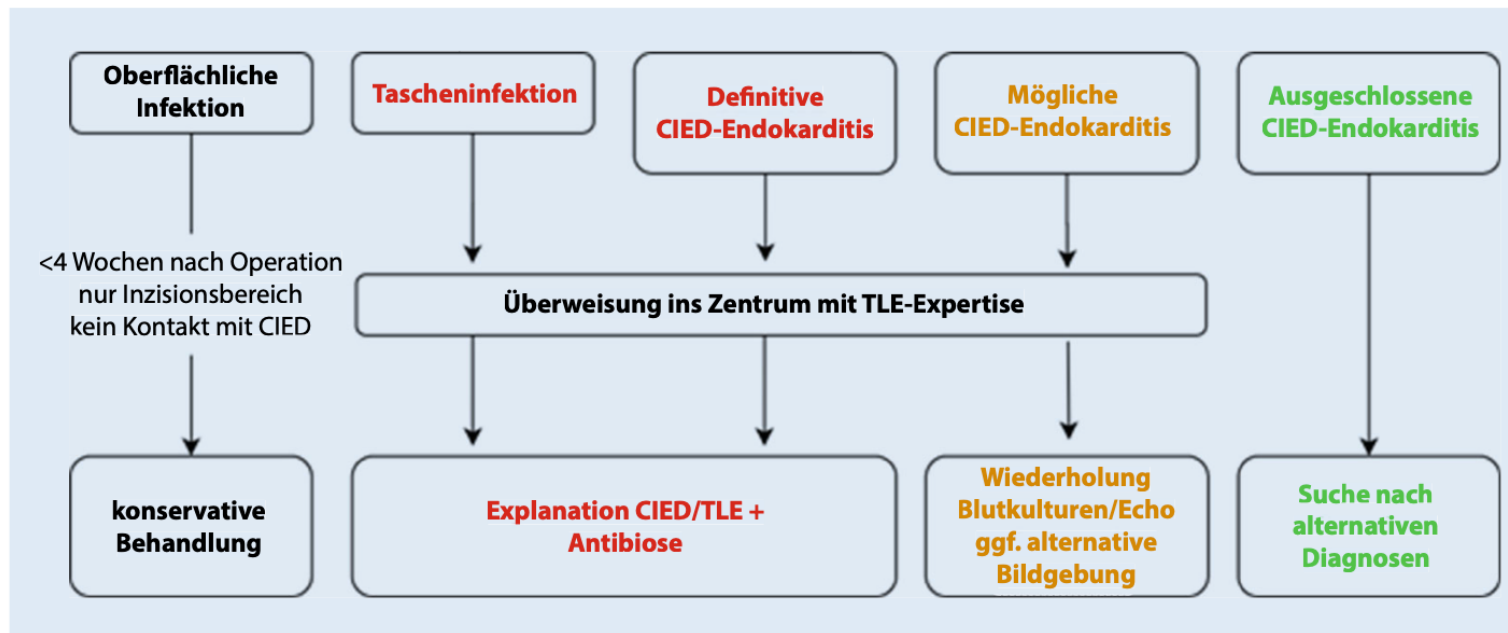 Oberflächliche
Infektion
Tascheninfektion
Definitive
CIED-Endokarditis
Mögliche
CIED-Endokarditis
Ausgeschlossene
CIED-Endokarditis
<4 Wochen nach Operation
nur Inzisionsbereich
kein Kontakt mit CIED
Überweisung ins Zentrum mit TLE-Expertise
konservative
Behandlung
Explanation CIED/TLE +
Antibiose
Wiederholung
Blutkulturen/Echo
ggf. alternative
Bildgebung
Suche nach
alternativen
Diagnosen